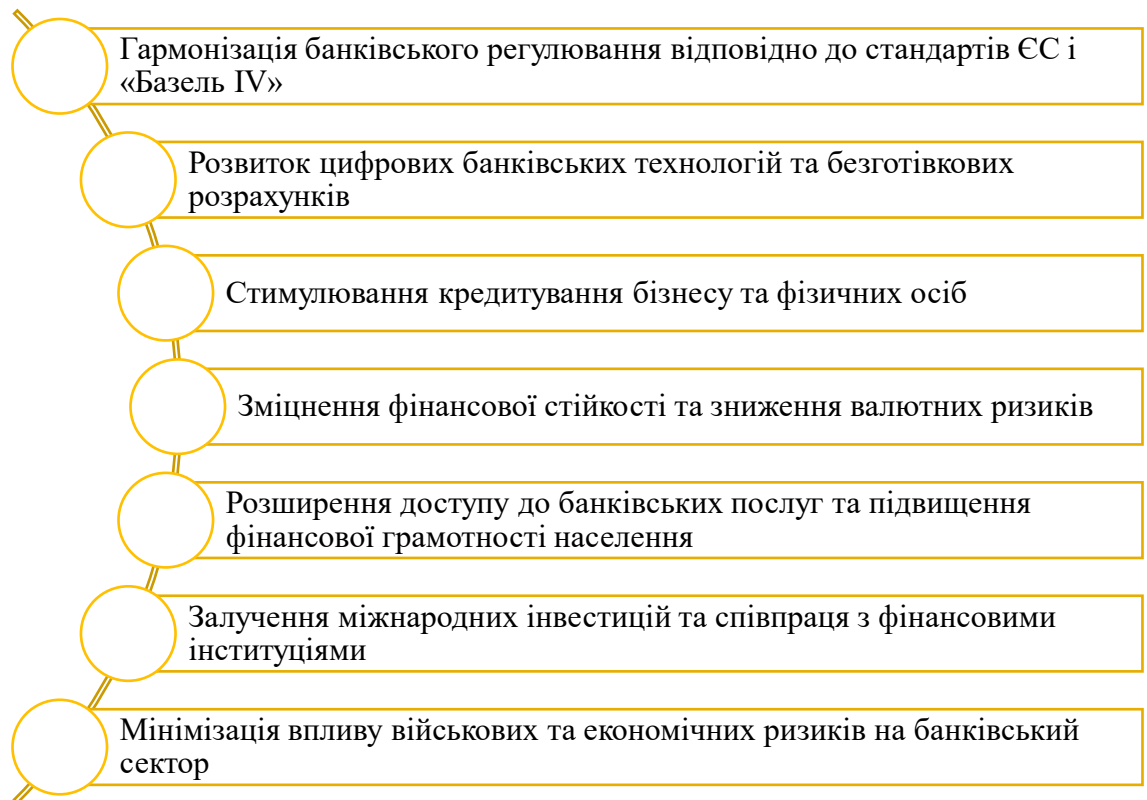 Гармонізація банківського регулювання відповідно до стандартів ЄС і
«Базель IV»
Розвиток цифрових банківських технологій та безготівкових
розрахунків
Стимулювання кредитування бізнесу та фізичних осіб
Зміцнення фінансової стійкості та зниження валютних ризиків
Розширення доступу до банківських послуг та підвищення
фінансової грамотності населення
Залучення міжнародних інвестицій та співпраця з фінансовими
інституціями
Мінімізація впливу військових та економічних ризиків на банківський
сектор